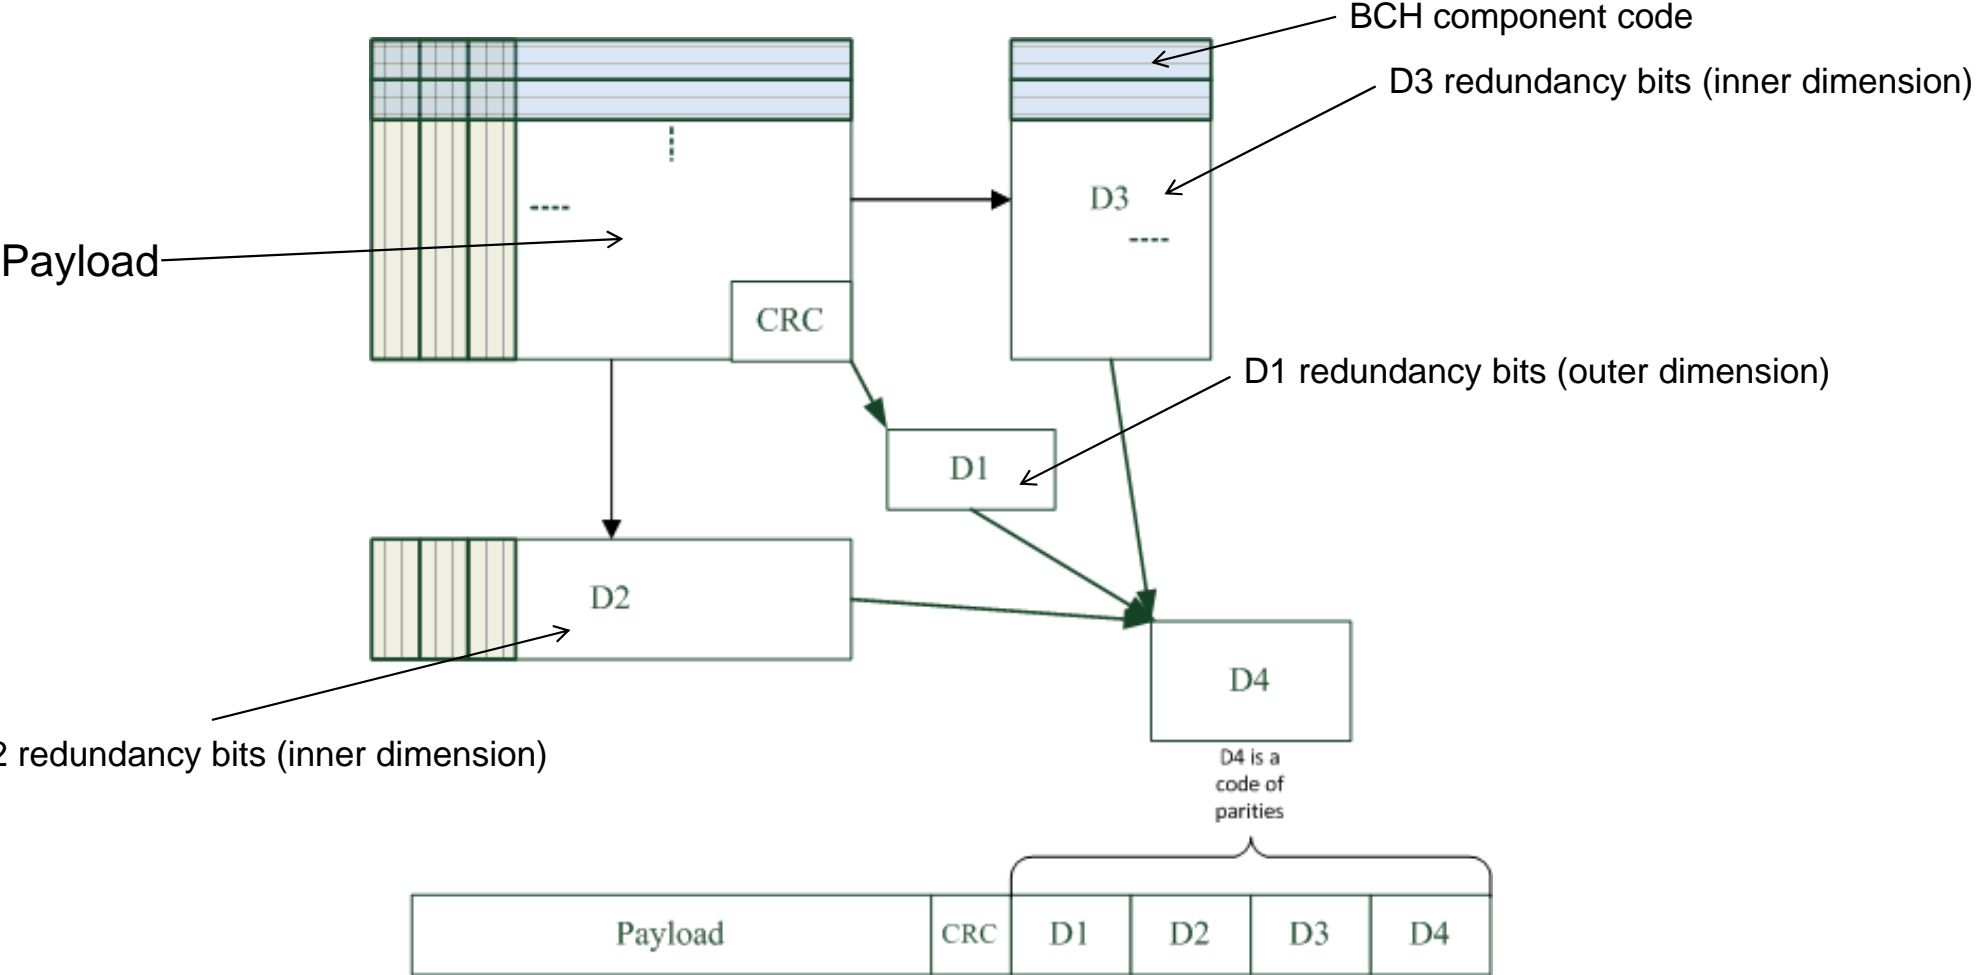 BCH component code
D3 redundancy bits (inner dimension)
D3
Payload
CRC
D1 redundancy bits (outer dimension)
D1
D2
D4
2 redundancy bits (inner dimension)
D4 is a
code of
parities
Payload CRC D1 D2 D3 D4